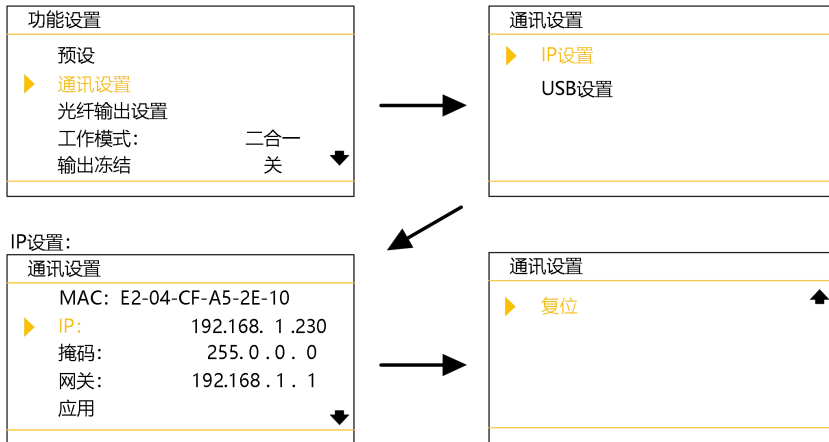 功能设置
预设
通讯设置
光纤输出设置
工作模式： 二合一
输出冻结 关
通讯设置
IP设置
USB设置
IP设置：
通讯设置
MAC：E2-04-CF-A5-2E-10
IP： 192.168. 1 .230
掩码： 255. 0 . 0 . 0
网关： 192.168 . 1 . 1
应用
通讯设置
复位